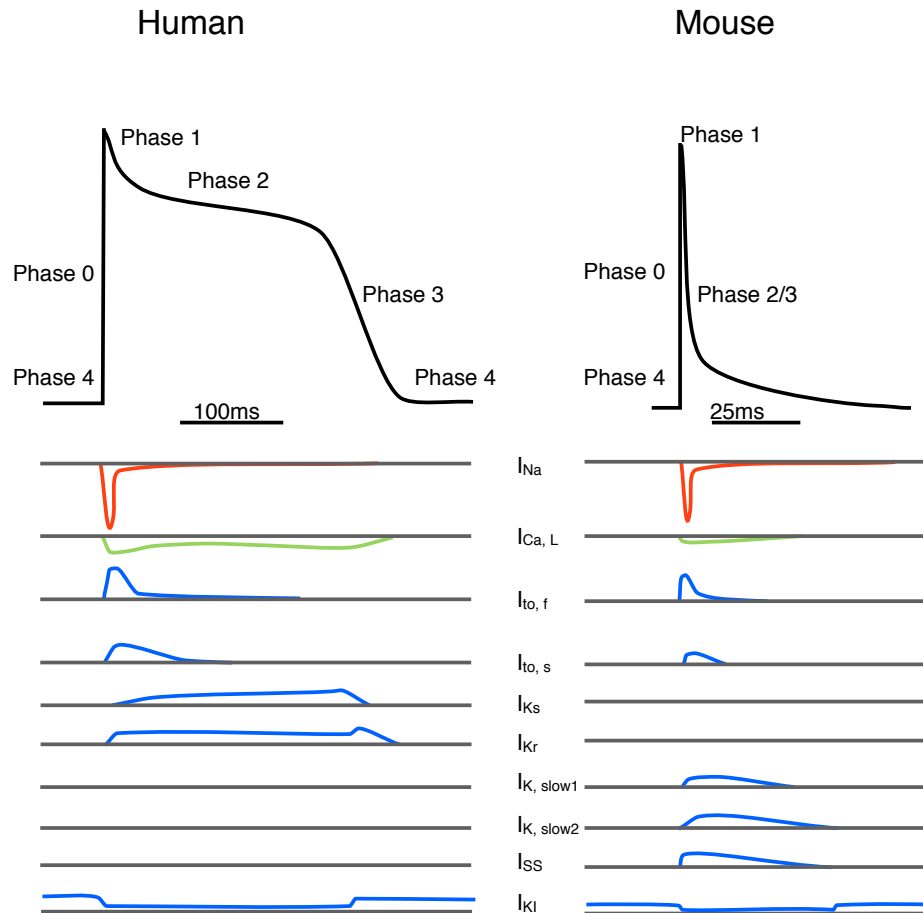 Human
Mouse
Phase 1
Phase 2
Phase 0
Phase 3
Phase 4
Phase 4
100ms
Phase 1
Phase 0
Phase 2/3
Phase 4
25ms
INa
ICa, L
Ito, f
Ito, s
IKs
IKr
IK, slow1
IK, slow2
ISS
IKI